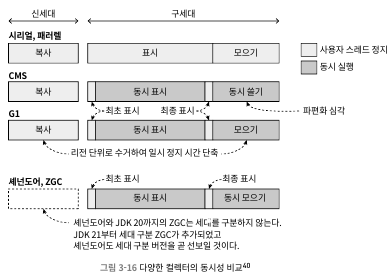 신세대 구세대
시리얼, 패러렐
복사 표시 모으기
사용자 스레드 정지
동시 실행
CMS
복사 동시 표시 동시 쓸기
최초 표시 최종 표시 파편화 심각
G1
복사 동시 표시 모으기
리전 단위로 수거하여 일시 정지 시간 단축
셰넌도어, ZGC
최초 표시 최종 표시
동시 표시 동시 모으기
셰넌도어와 JDK 20까지의 ZGC는 세대를 구분하지 않는다.
JDK 21부터 세대 구분 ZGC가 추가되었고
셰넌도어도 세대 구분 버전을 곧 선보일 것이다.
그림 3-16 다양한 컬렉터의 동시성 비교40